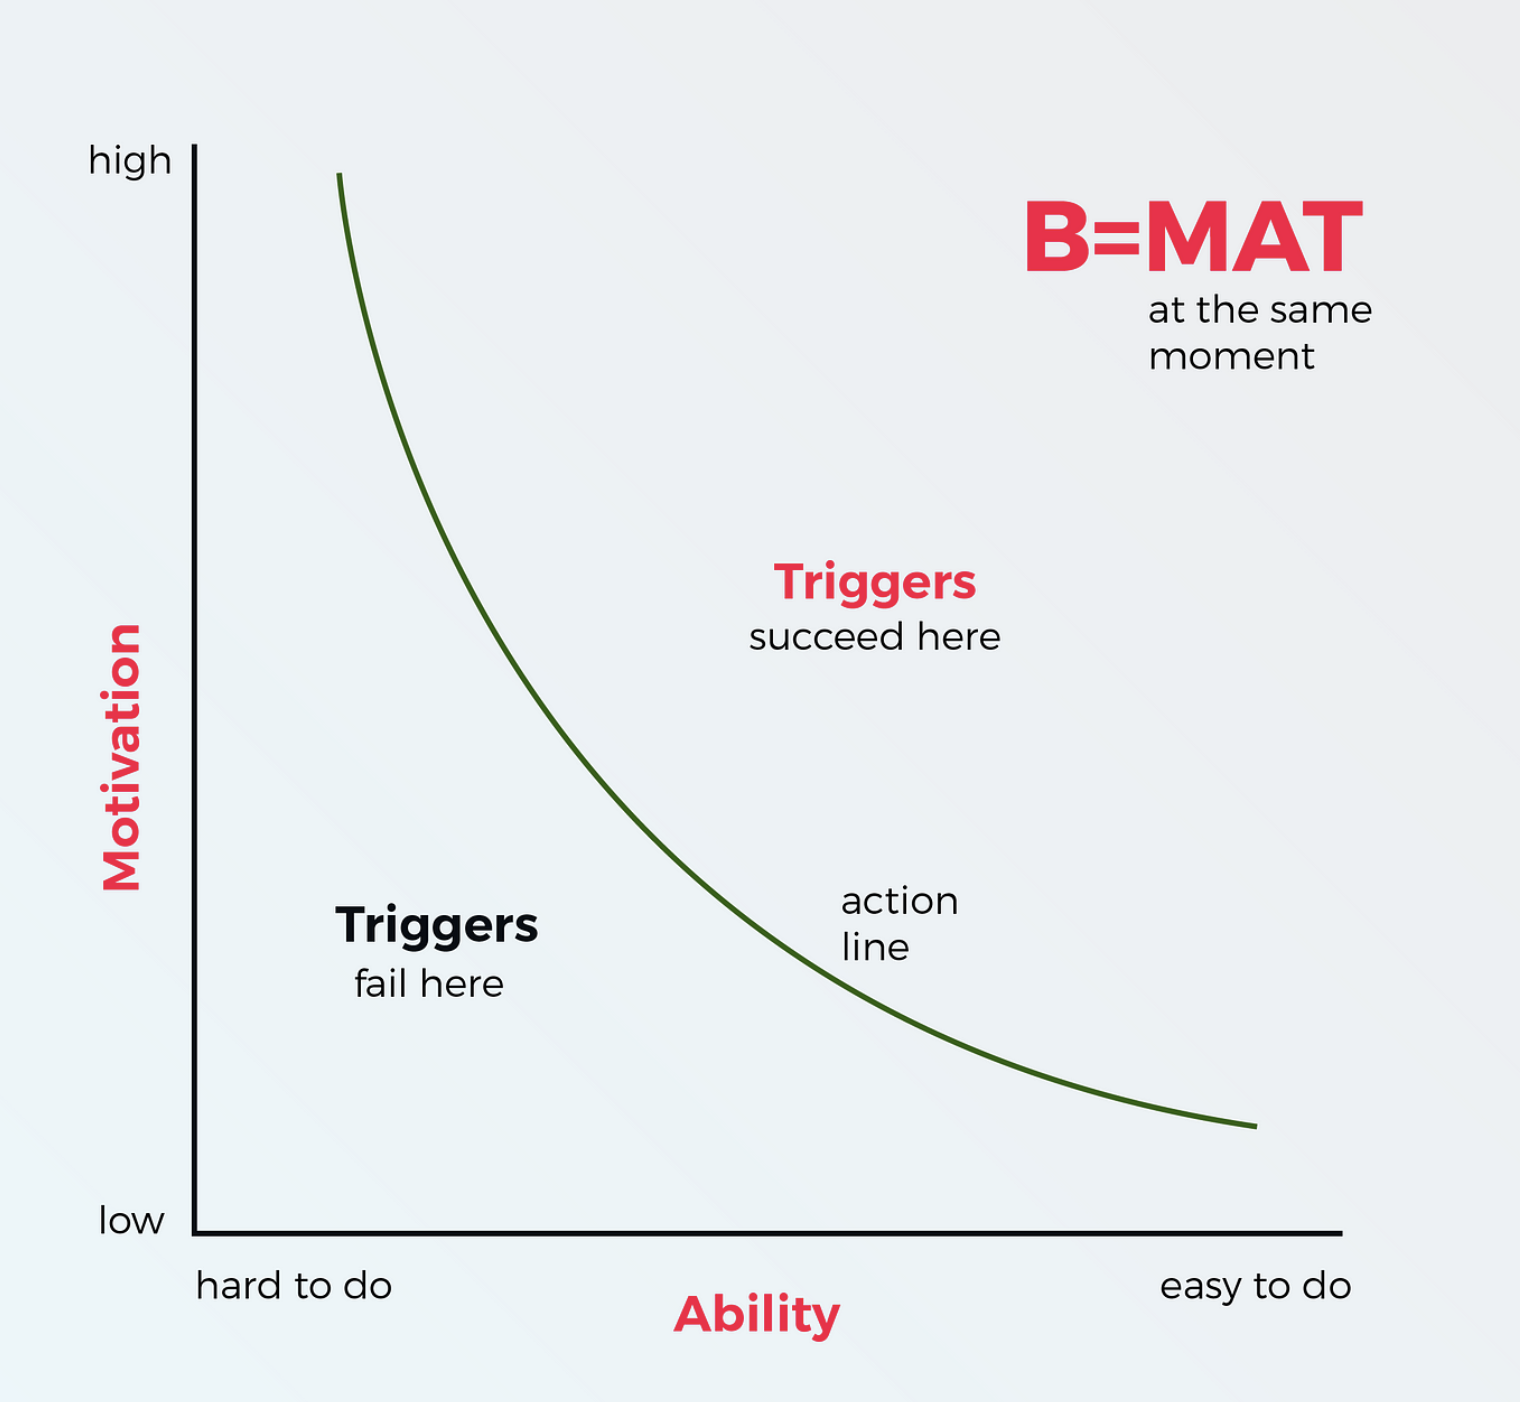 high
B=MAT
at the same
moment
Triggers
succeed here
Motivation
action
line
Triggers
fail here
low
hard to do
easy to do
Ability